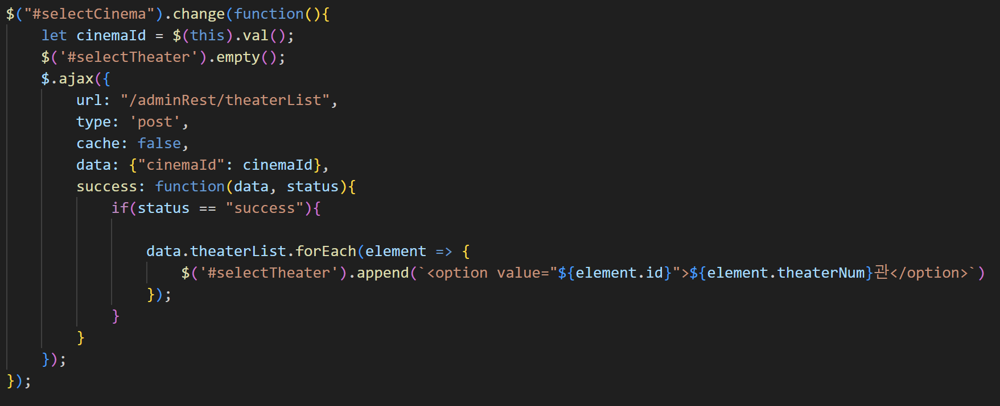 $("#selectCinema").change(function(){
    let cinemaId = $(this).val();
    $('#selectTheater').empty();
    $.ajax({
        url: "/adminRest/theaterList",
        type: 'post',
        cache: false,
        data: {"cinemaId": cinemaId},
        success: function(data, status){
            if(status == "success"){
                data.theaterList.forEach(element => {
                    $('#selectTheater').append(`<option value="${element.id}">${element.theaterNum}관</option>`)
                });
            }
        }
    });
});